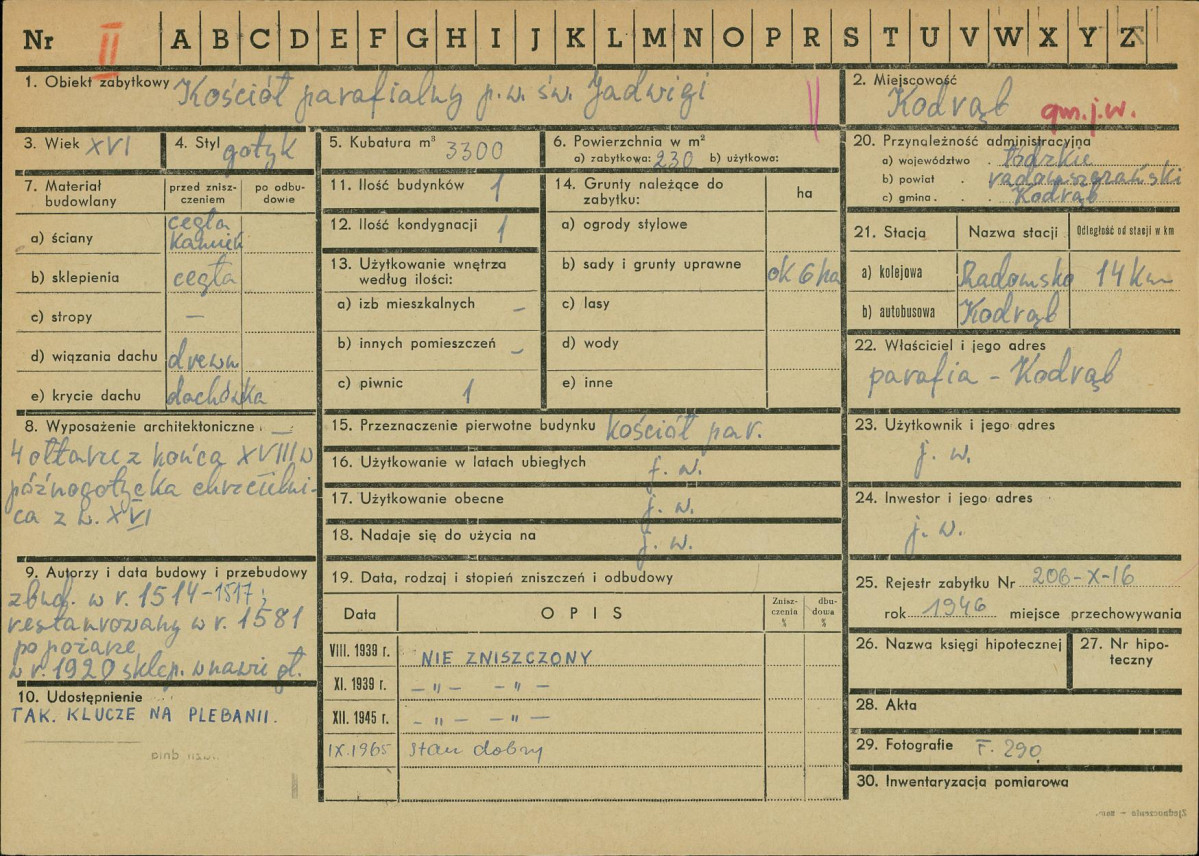 Nr II A B C D E F G H I J K L M N O P R S T U V W X Y Z
1. Obiekt zabytkowy Kościół parafialny p.w. św. Jadwigi
2. Miejscowość
Kodrąb gm.j.w.
3. Wiek XVI
4. Styl gotyk
5. Kubatura m³ 3300
6. Powierzchnia w m²
a) zabytkowa: 230 b) użytkowa:
7. Materiał budowlany
przed zniszczeniem
po odbudowie
a) ściany cegła
kamień
b) sklepienia cegła
c) stropy —
d) wiązania dachu drewn
e) krycie dachu dachówka
8. Wyposażenie architektoniczne —
4 ołtarze z końca XVIII w
późnogotycka chrzcielni-
ca z p. XVI
9. Autorzy i data budowy i przebudowy
zbud. w r. 1514-1517;
restaurowany w r. 1581
po pożarze
w r. 1920 sklep. w nawi gł.
10. Udostępnienie
TAK. KLUCZE NA PLEBANII.
11. Ilość budynków 1
12. Ilość kondygnacji 1
13. Użytkowanie wnętrza
według ilości:
a) izb mieszkalnych –
b) innych pomieszczeń –
c) piwnic 1
14. Grunty należące do
zabytku:
ha
a) ogrody stylowe
b) sady i grunty uprawne ok 6 ha
c) lasy
d) wody
e) inne
15. Przeznaczenie pierwotne budynku kościół par.
16. Użytkowanie w latach ubiegłych j. w.
17. Użytkowanie obecne j. w.
18. Nadaje się do użycia na j. w.
19. Data, rodzaj i stopień zniszczeń i odbudowy
Data
OPIS
Zniszczenia %
dbudowa %
VIII. 1939 r. NIE ZNISZCZONY
XI. 1939 r. – „ – – „ –
XII. 1945 r. – „ – – „ –
IX.1965 stan dobry
20. Przynależność administracyjna
a) województwo łódzkie
b) powiat radomszczański
c) gmina Kodrąb
21. Stacja
Nazwa stacji
Odległość od stacji w km
a) kolejowa Radomsko 14 km
b) autobusowa Kodrąb
22. Właściciel i jego adres
parafia – Kodrąb
23. Użytkownik i jego adres
j. w.
24. Inwestor i jego adres
j. w.
25. Rejestr zabytku Nr 206-X-16
rok 1946 miejsce przechowywania
26. Nazwa księgi hipotecznej
27. Nr hipo-
teczny
28. Akta
29. Fotografie F. 290
30. Inwentaryzacja pomiarowa